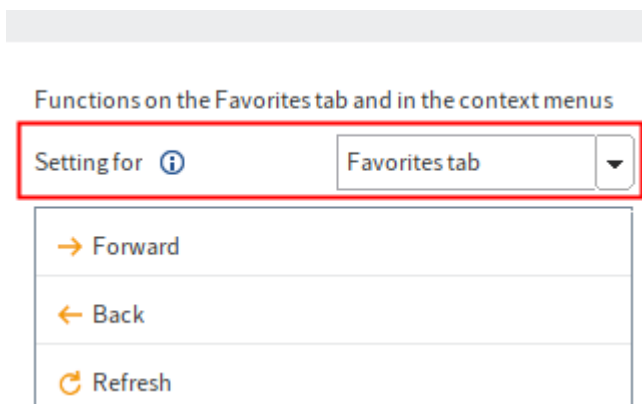 Functions on the Favorites tab and in the context menus
Setting for Favorites tab
Forward
Back
Refresh